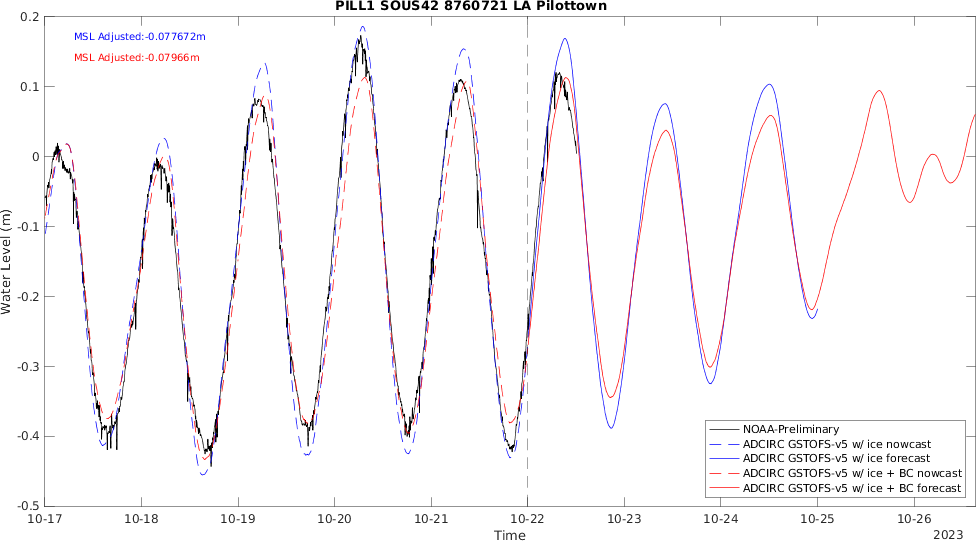 PILL1 SOUS42 8760721 LA Pilottown
MSL Adjusted:-0.077672m
MSL Adjusted:-0.07966m
0.2
0.1
0
-0.1
-0.2
-0.3
-0.4
-0.5
Water Level (m)
NOAA-Preliminary
ADCIRC GSTOFS-v5 w/ ice nowcast
ADCIRC GSTOFS-v5 w/ ice forecast
ADCIRC GSTOFS-v5 w/ ice + BC nowcast
ADCIRC GSTOFS-v5 w/ ice + BC forecast
10-17 10-18 10-19 10-20 10-21 10-22 10-23 10-24 10-25 10-26
Time
2023